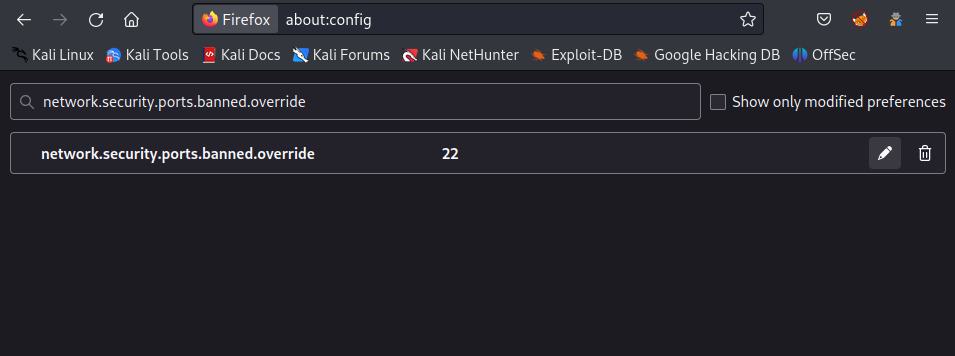 Firefox about:config
Kali Linux Kali Tools Kali Docs Kali Forums Kali NetHunter Exploit-DB Google Hacking DB OffSec
network.security.ports.banned.override Show only modified preferences
network.security.ports.banned.override 22